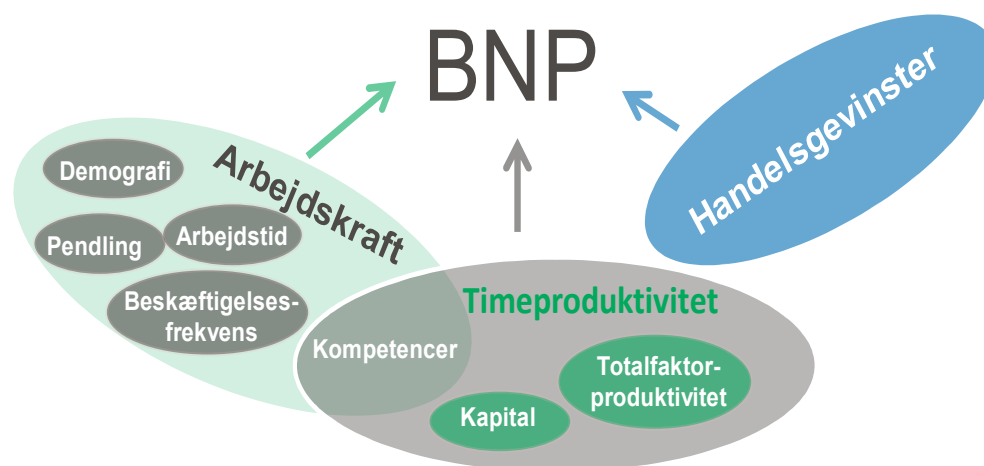 BNP
Handelsgevinster
Arbejdskraft
Demografi
Pendling
Arbejdstid
Beskæftigelses-
frekvens
Timeproduktivitet
Kompetencer
Totalfaktor-
produktivitet
Kapital